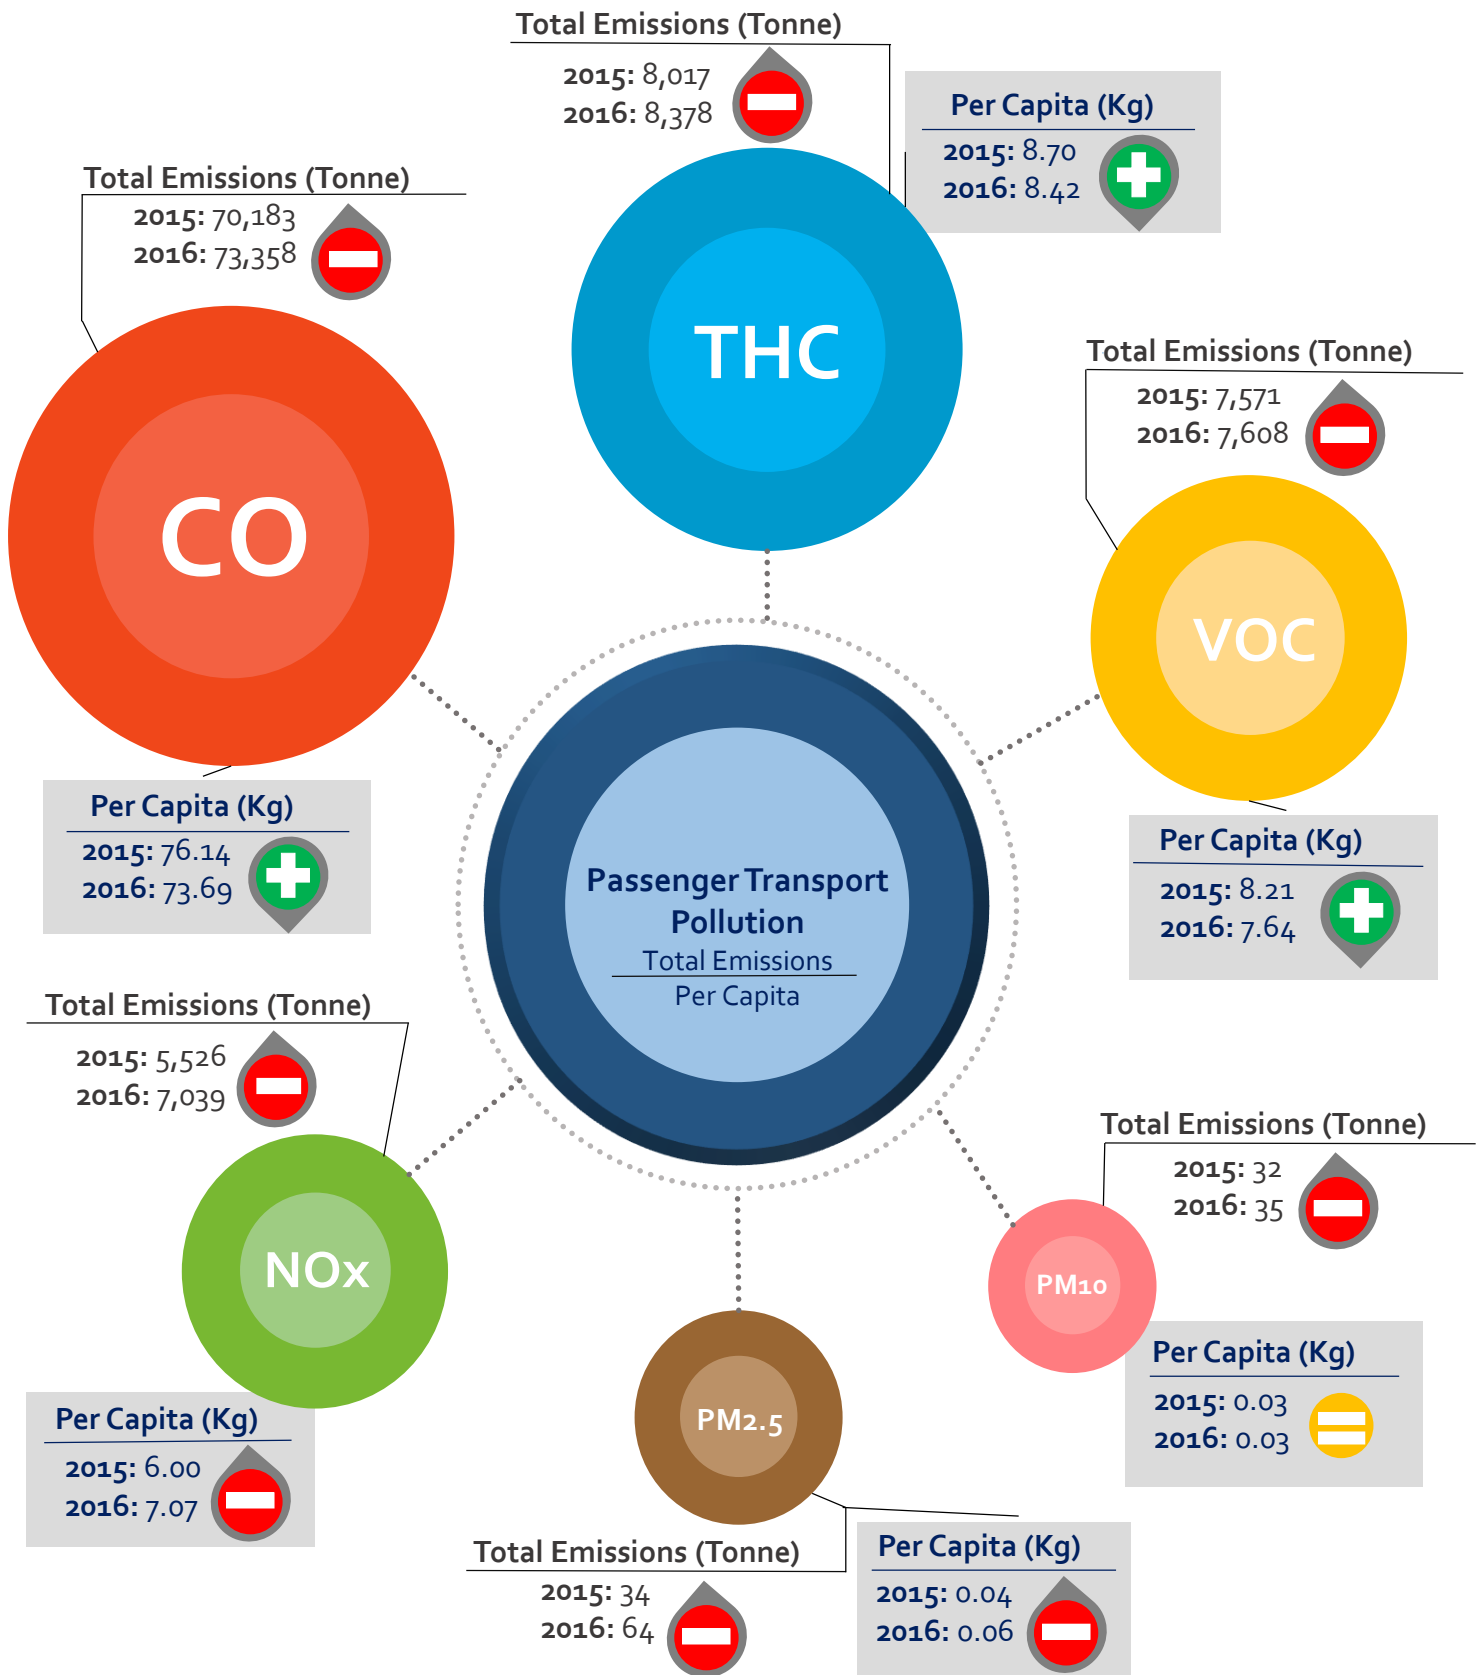 Total Emissions (Tonne)
2015: 8,017
2016: 8,378
Per Capita (Kg)
2015: 8.70
2016: 8.42
THC
Total Emissions (Tonne)
2015: 70,183
2016: 73,358
CO
Per Capita (Kg)
2015: 76.14
2016: 73.69
Total Emissions (Tonne)
2015: 7,571
2016: 7,608
VOC
Per Capita (Kg)
2015: 8.21
2016: 7.64
Passenger Transport
Pollution
Total Emissions
Per Capita
Total Emissions (Tonne)
2015: 5,526
2016: 7,039
NOx
Per Capita (Kg)
2015: 6.00
2016: 7.07
Total Emissions (Tonne)
2015: 32
2016: 35
PM10
Per Capita (Kg)
2015: 0.03
2016: 0.03
PM2.5
Total Emissions (Tonne)
2015: 34
2016: 64
Per Capita (Kg)
2015: 0.04
2016: 0.06